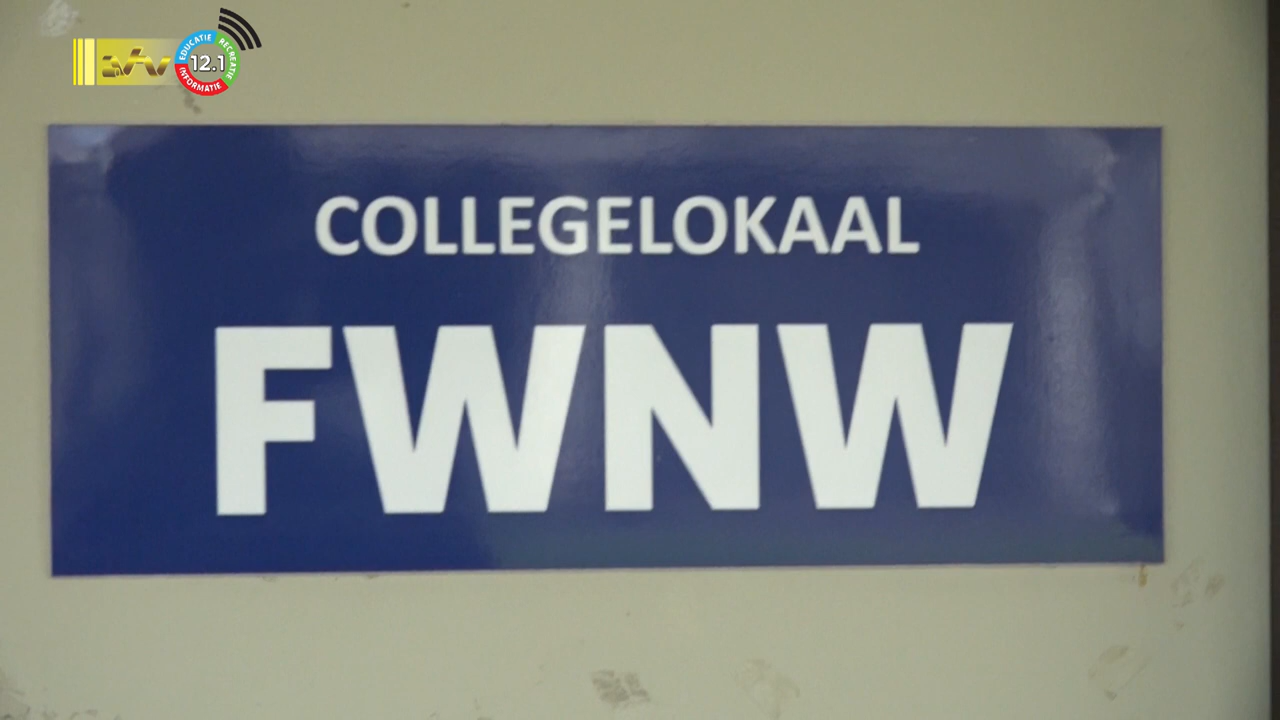 EDUCATIE
RECREATIE
12.1
INFORMATIE
COLLEGELOKAAL
FWNW